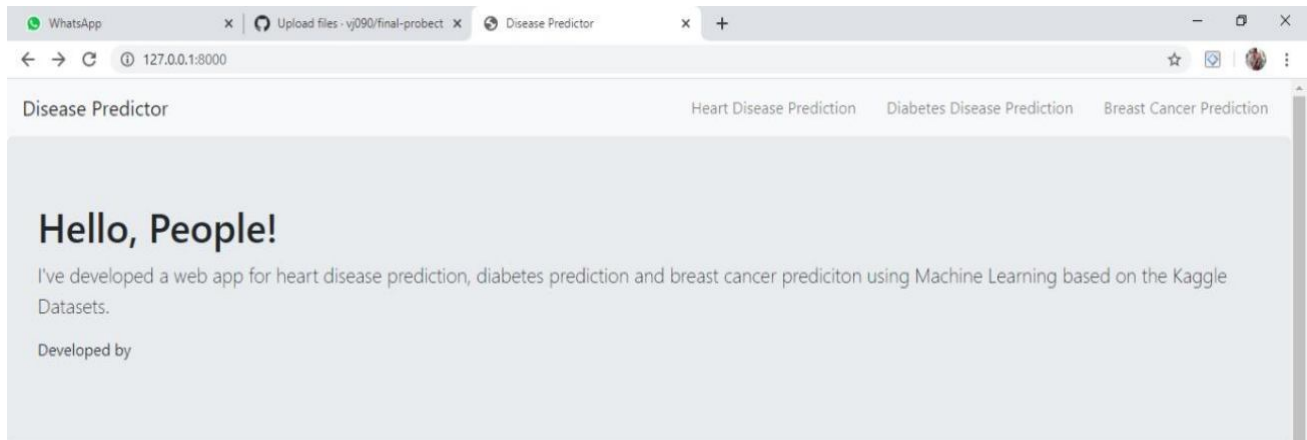 WhatsApp
Upload files · vj090/final-probect
Disease Predictor
127.0.0.1:8000
Disease Predictor
Heart Disease Prediction
Diabetes Disease Prediction
Breast Cancer Prediction
Hello, People!
I've developed a web app for heart disease prediction, diabetes prediction and breast cancer prediciton using Machine Learning based on the Kaggle
Datasets.
Developed by